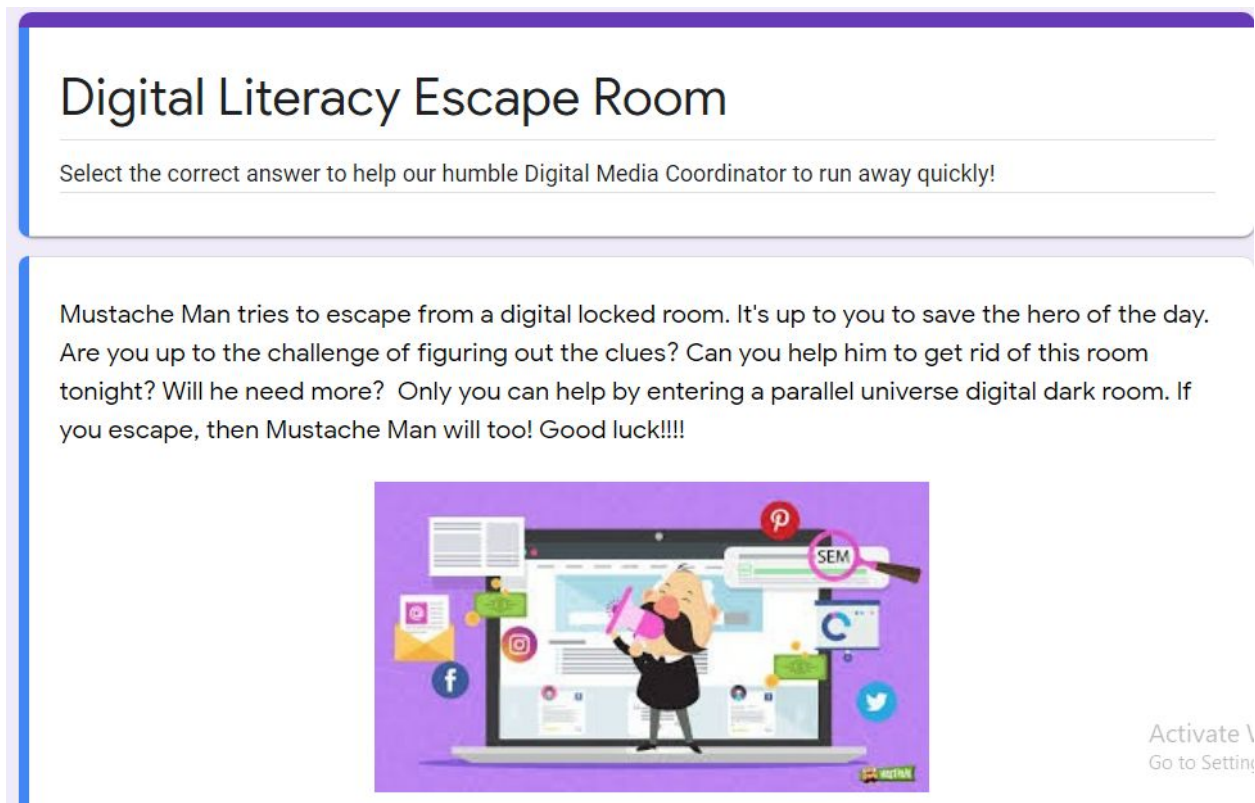 Digital Literacy Escape Room
Select the correct answer to help our humble Digital Media Coordinator to run away quickly!
Mustache Man tries to escape from a digital locked room. It's up to you to save the hero of the day.
Are you up to the challenge of figuring out the clues? Can you help him to get rid of this room
tonight? Will he need more?  Only you can help by entering a parallel universe digital dark room. If
you escape, then Mustache Man will too! Good luck!!!!
SEM
Activate
Go to Setting